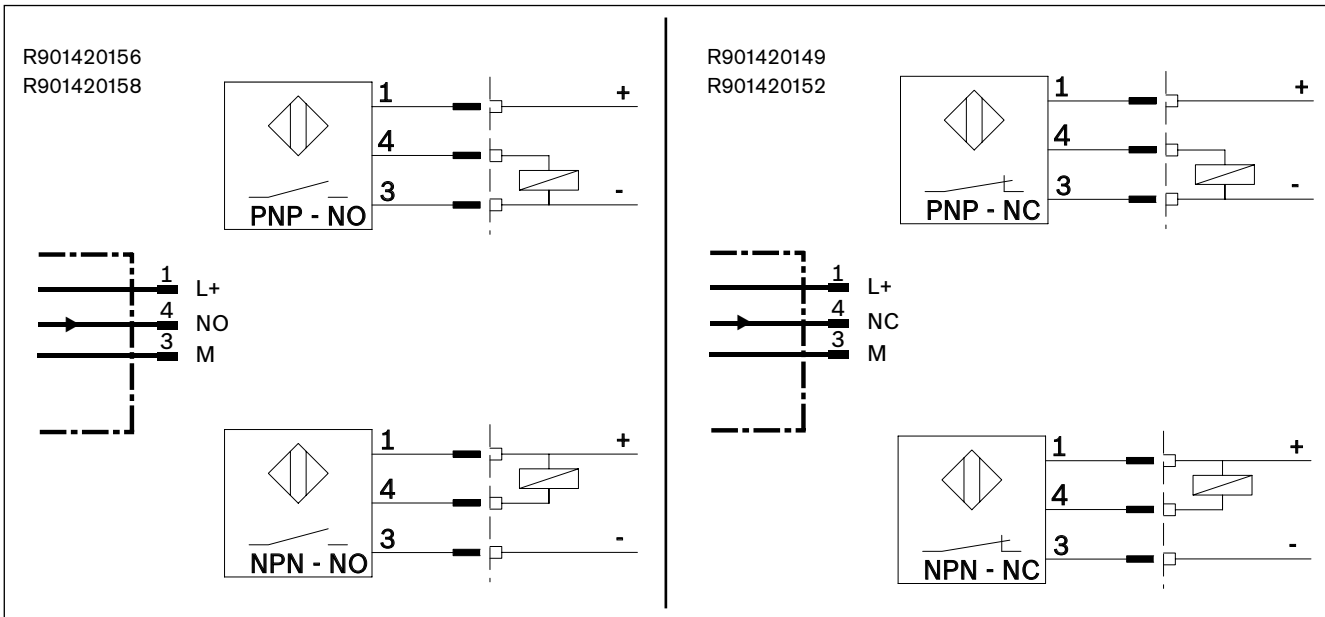 R901420156
R901420158
1
+
4
3
-
PNP - NO
1
L+
4
NO
3
M
1
+
4
3
-
NPN - NO
R901420149
R901420152
1
+
4
3
-
PNP - NC
1
L+
4
NC
3
M
1
+
4
3
-
NPN - NC